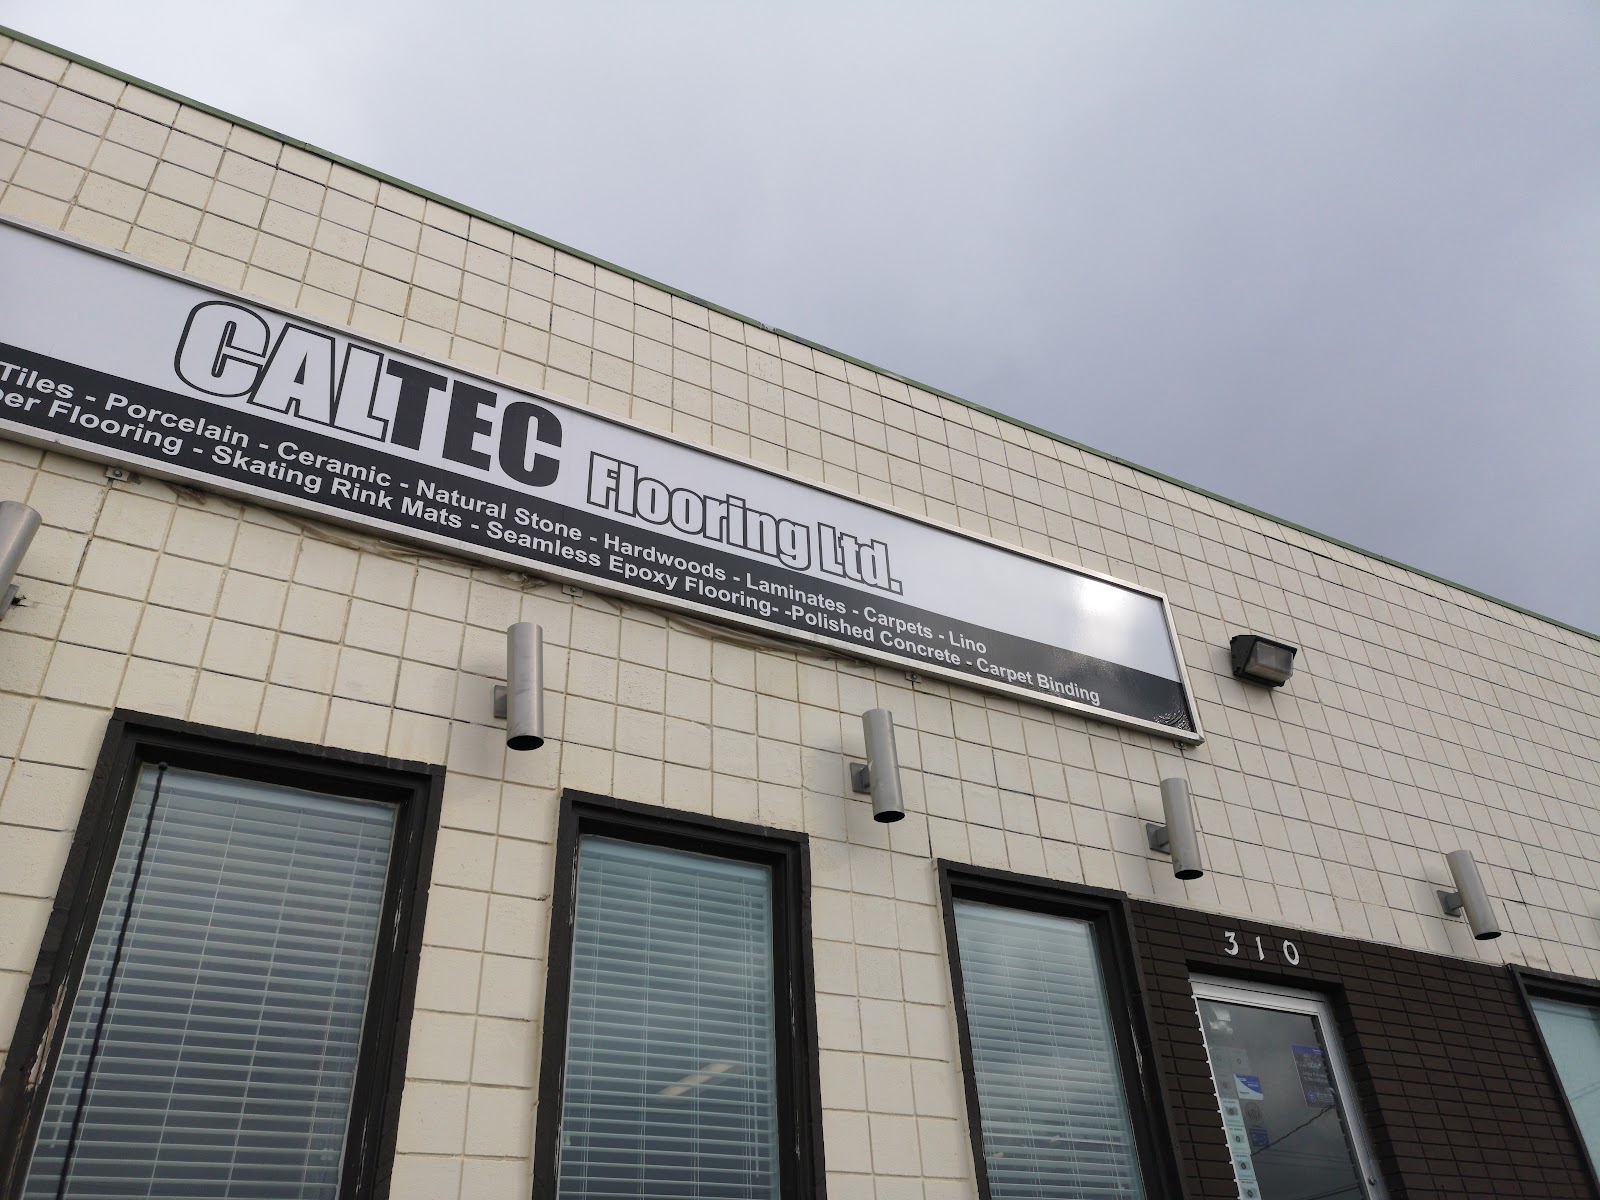 CALTEC Flooring Ltd.
Tiles - Porcelain - Ceramic - Natural Stone - Hardwoods - Laminates - Carpets - Lino
Flooring - Skating Rink Mats - Seamless Epoxy Flooring- -Polished Concrete - Carpet Binding
310